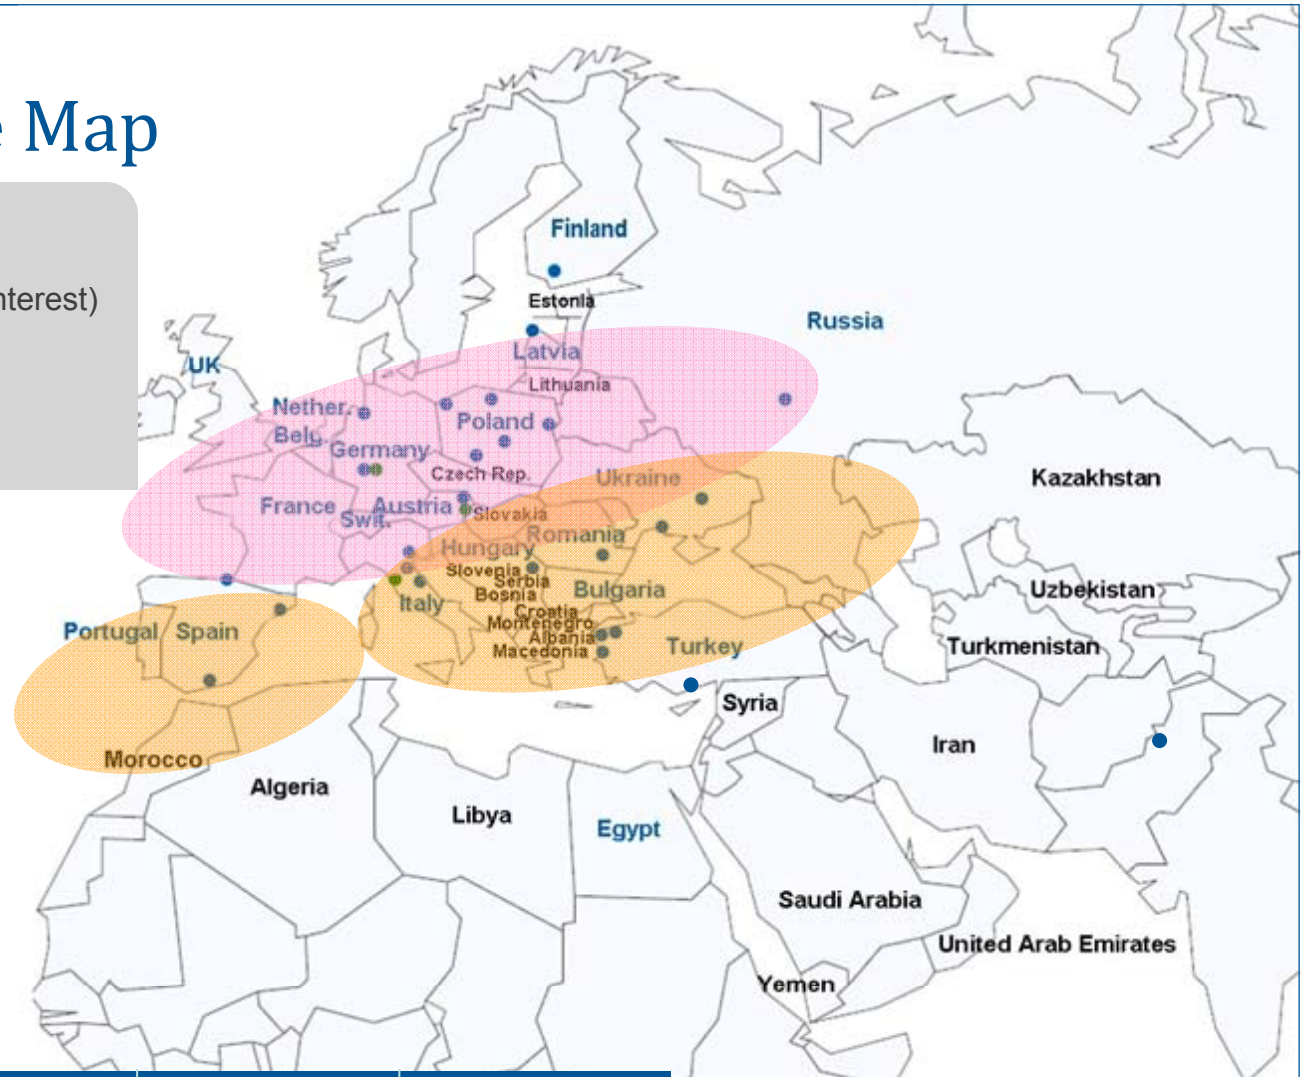 e Map
nterest)
Finland
Estonia
Russia
Latvia
UK
Lithuania
Nether.
Poland
Belg.
Germany
Czech Rep.
Ukraine
Kazakhstan
France
Austria
Slovakia
Swit.
Romania
Hungary
Slovenia
Serbia
Bulgaria
Uzbekistan
Bosnia
Italy
Croatia
Montenegro
Portugal
Spain
Albania
Turkey
Turkmenistan
Macedonia
Syria
Iran
Morocco
Algeria
Libya
Egypt
Saudi Arabia
United Arab Emirates
Yemen